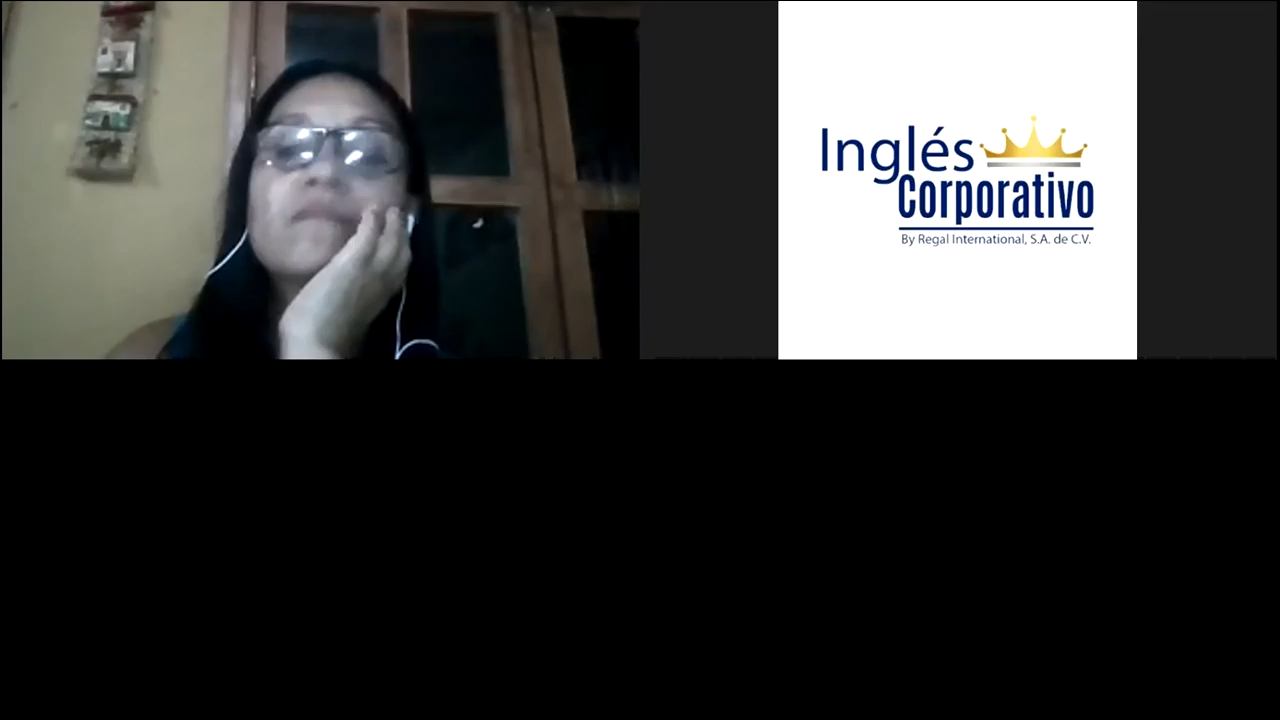 Inglés
Corporativo
By Regal International, S.A. de C.V.